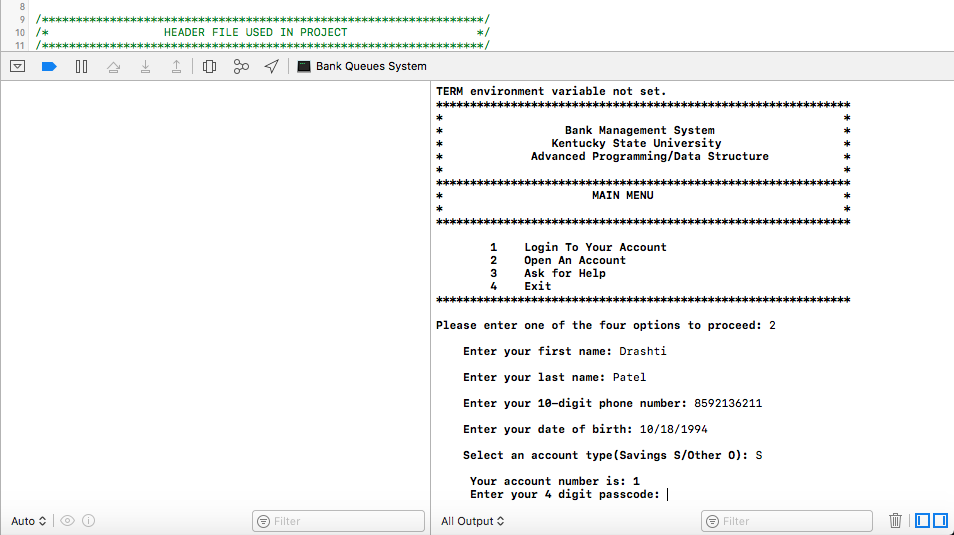 8
9 /*****************************************************************/
10 /* HEADER FILE USED IN PROJECT */
11 /*****************************************************************/
Bank Queues System
TERM environment variable not set.
*************************************************************
* *
* Bank Management System *
* Kentucky State University *
* Advanced Programming/Data Structure *
* *
*************************************************************
* MAIN MENU *
* *
*************************************************************
1 Login To Your Account
2 Open An Account
3 Ask for Help
4 Exit
*************************************************************
Please enter one of the four options to proceed: 2
Enter your first name: Drashti
Enter your last name: Patel
Enter your 10-digit phone number: 8592136211
Enter your date of birth: 10/18/1994
Select an account type(Savings S/Other O): S
Your account number is: 1
Enter your 4 digit passcode:
Auto Filter All Output Filter